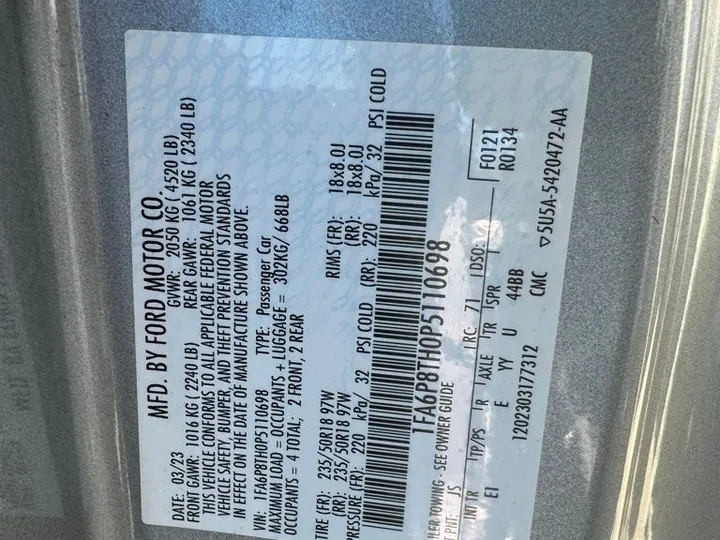 MFD. BY FORD MOTOR CO.
DATE: 03/23 GVWR: 2050 KG ( 4520 LB)
FRONT GAWR: 1016 KG ( 2240 LB) REAR GAWR: 1061 KG ( 2340 LB)
THIS VEHICLE CONFORMS TO ALL APPLICABLE FEDERAL MOTOR
VEHICLE SAFETY, BUMPER, AND THEFT PREVENTION STANDARDS
IN EFFECT ON THE DATE OF MANUFACTURE SHOWN ABOVE.
VIN: 1FA6P8TH0P5110698 TYPE: Passenger Car
MAXIMUM LOAD = OCCUPANTS + LUGGAGE = 302KG/ 668LB
OCCUPANTS = 4 TOTAL; 2 FRONT, 2 REAR
TIRE (FR): 235/50R18 97W RIMS (FR): 18x8.0J
(RR): 235/50R18 97W (RR): 18x8.0J
PRESSURE (FR): 220 kPa/ 32 PSI COLD (RR): 220 kPa/ 32 PSI COLD
ILER TOWING - SEE OWNER GUIDE
1FA6P8TH0P5110698
T PNT: JS RC: 71 DSO: F0121
INT TR TP/PS R AXLE TR SPR R0134
EI E YY U 44BB
1202303177312 CMC ▽5U5A-5420472-AA